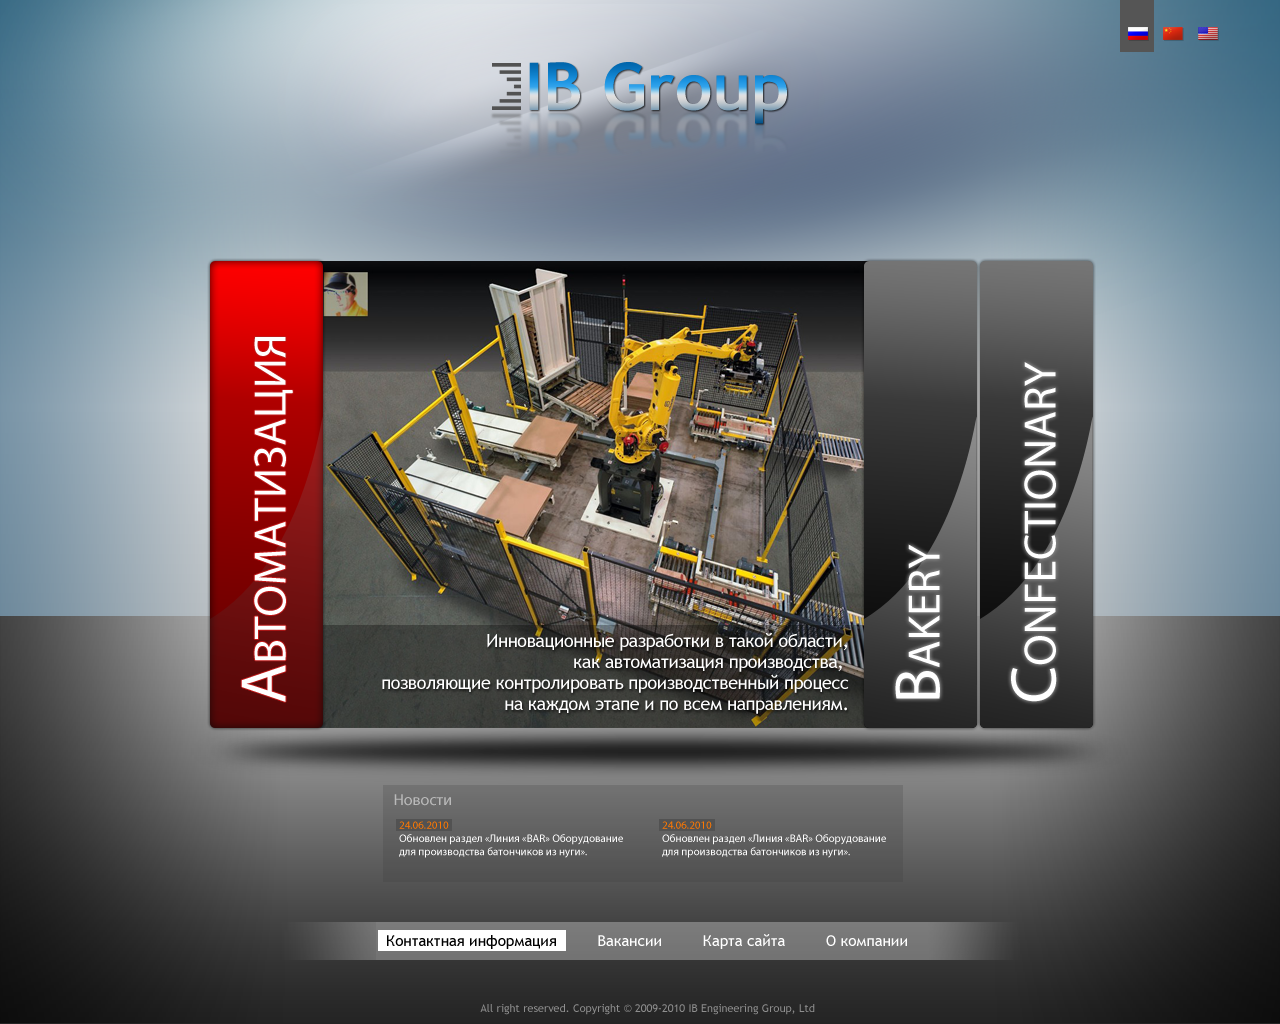 IB Group
Автоматизация
Инновационные разработки в такой области,
как автоматизация производства,
позволяющие контролировать производственный процесс
на каждом этапе и по всем направлениям.
Bakery
Confectionary
Новости
24.06.2010
Обновлен раздел «Линия «BAR» Оборудование
для производства батончиков из нуги».
24.06.2010
Обновлен раздел «Линия «BAR» Оборудование
для производства батончиков из нуги».
Контактная информация
Вакансии
Карта сайта
О компании
All right reserved. Copyright © 2009-2010 IB Engineering Group, Ltd